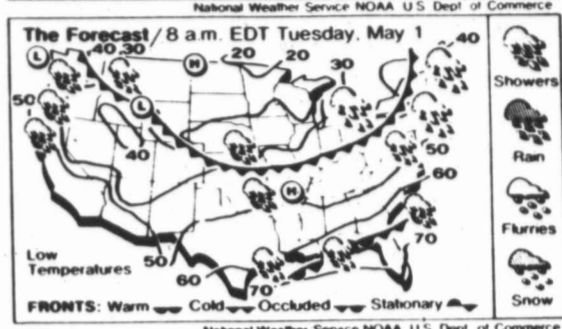 National Weather Service NOAA U S Dept of Commerce
The Forecast / 8 a.m. EDT Tuesday, May 1
L
40
30
H
20
20
30
40
Showers
50
L
40
50
60
Rain
H
70
Flurries
Low
Temperatures
50
60
70
Snow
FRONTS: Warm Cold Occluded Stationary
National Weather Service NOAA U S Dept of Commerce